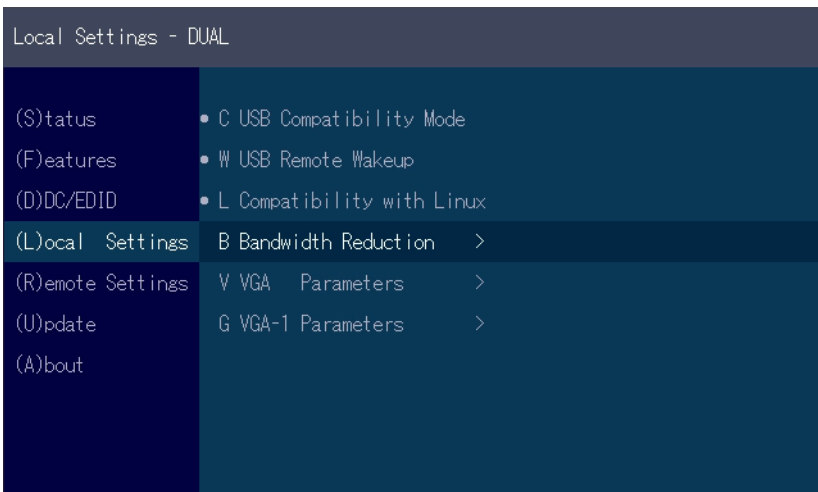 Local Settings - DUAL
(S)tatus
(F)eatures
(D)DC/EDID
(L)ocal Settings
(R)emote Settings
(U)pdate
(A)bout
• C USB Compatibility Mode
• W USB Remote Wakeup
• L Compatibility with Linux
B Bandwidth Reduction >
V VGA Parameters >
G VGA-1 Parameters >